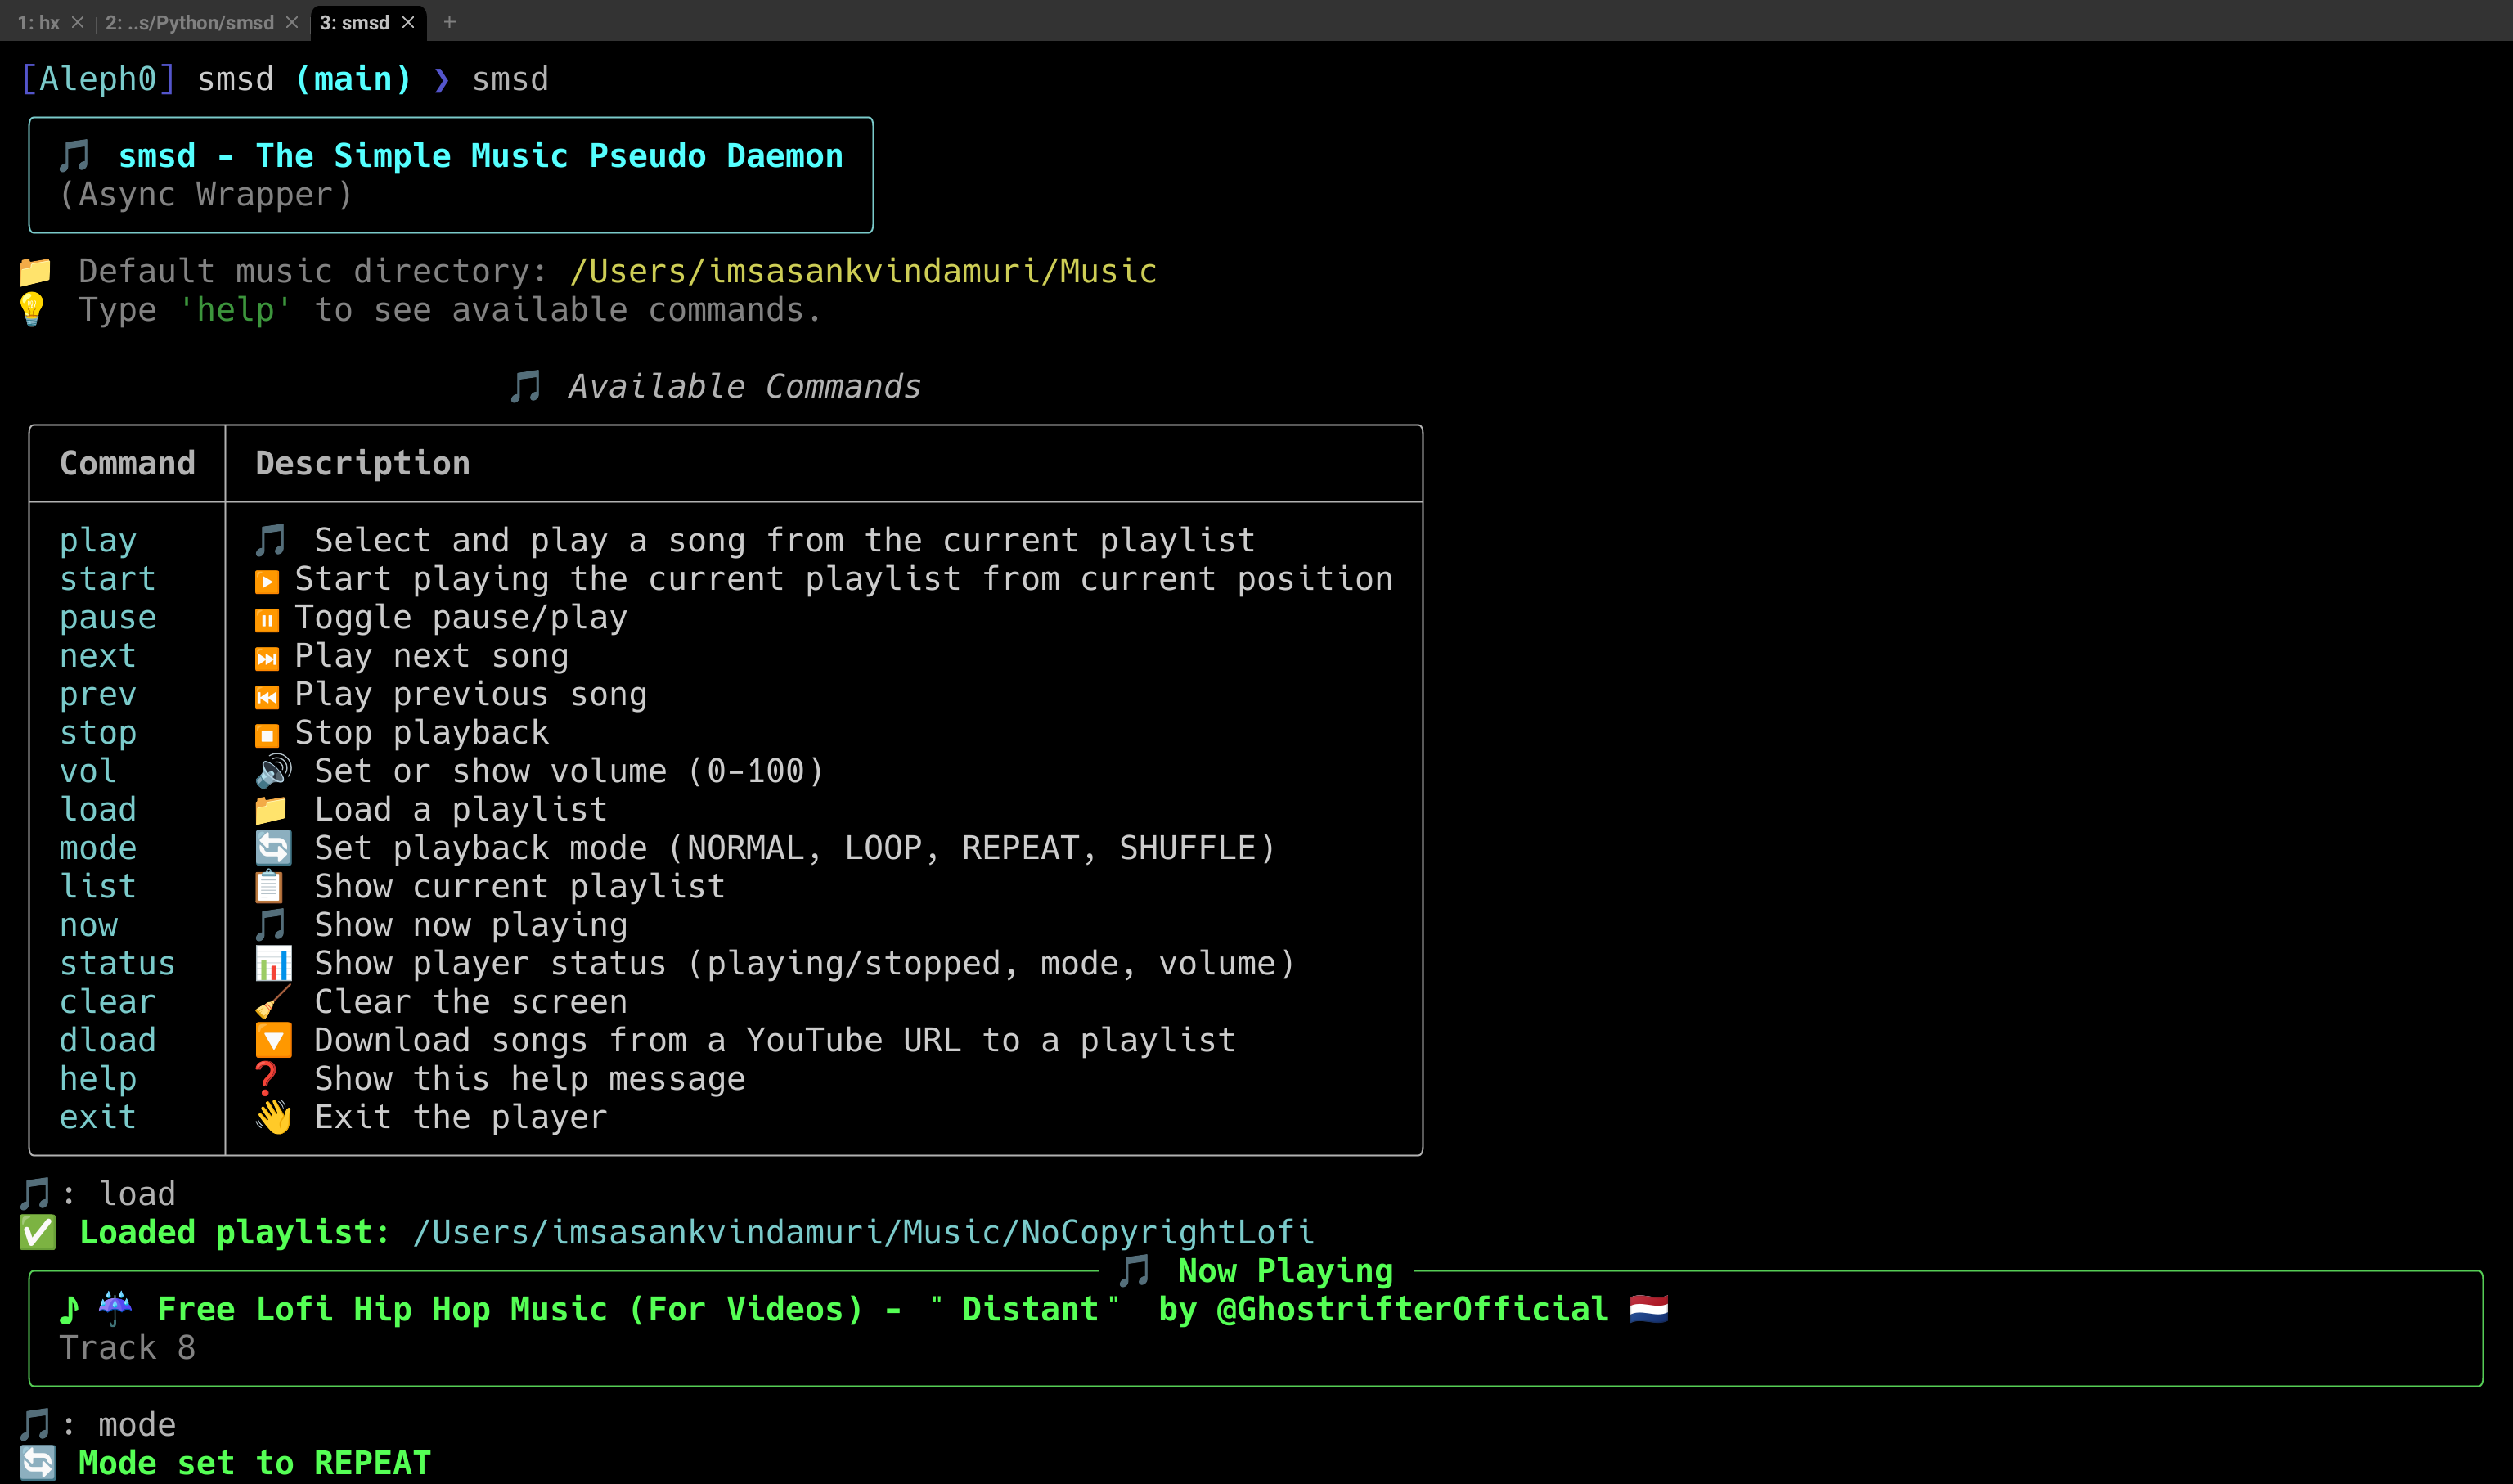 1: hx × 2: ..s/Python/smsd × 3: smsd × +
[Aleph0] smsd (main) ❯ smsd
🎵 smsd - The Simple Music Pseudo Daemon
(Async Wrapper)
📁 Default music directory: /Users/imsasankvindamuri/Music
💡 Type 'help' to see available commands.
🎵 Available Commands
Command Description
play 🎵 Select and play a song from the current playlist
start ▶️ Start playing the current playlist from current position
pause ⏸️ Toggle pause/play
next ⏭️ Play next song
prev ⏮️ Play previous song
stop ⏹️ Stop playback
vol 🔊 Set or show volume (0-100)
load 📁 Load a playlist
mode 🔄 Set playback mode (NORMAL, LOOP, REPEAT, SHUFFLE)
list 📋 Show current playlist
now 🎵 Show now playing
status 📊 Show player status (playing/stopped, mode, volume)
clear 🧹 Clear the screen
dload 🔽 Download songs from a YouTube URL to a playlist
help ❓ Show this help message
exit 👋 Exit the player
🎵: load
✅ Loaded playlist: /Users/imsasankvindamuri/Music/NoCopyrightLofi
🎵 Now Playing
♪ ☔ Free Lofi Hip Hop Music (For Videos) - ＂Distant＂ by @GhostrifterOfficial 🇳🇱
Track 8
🎵: mode
🔄 Mode set to REPEAT